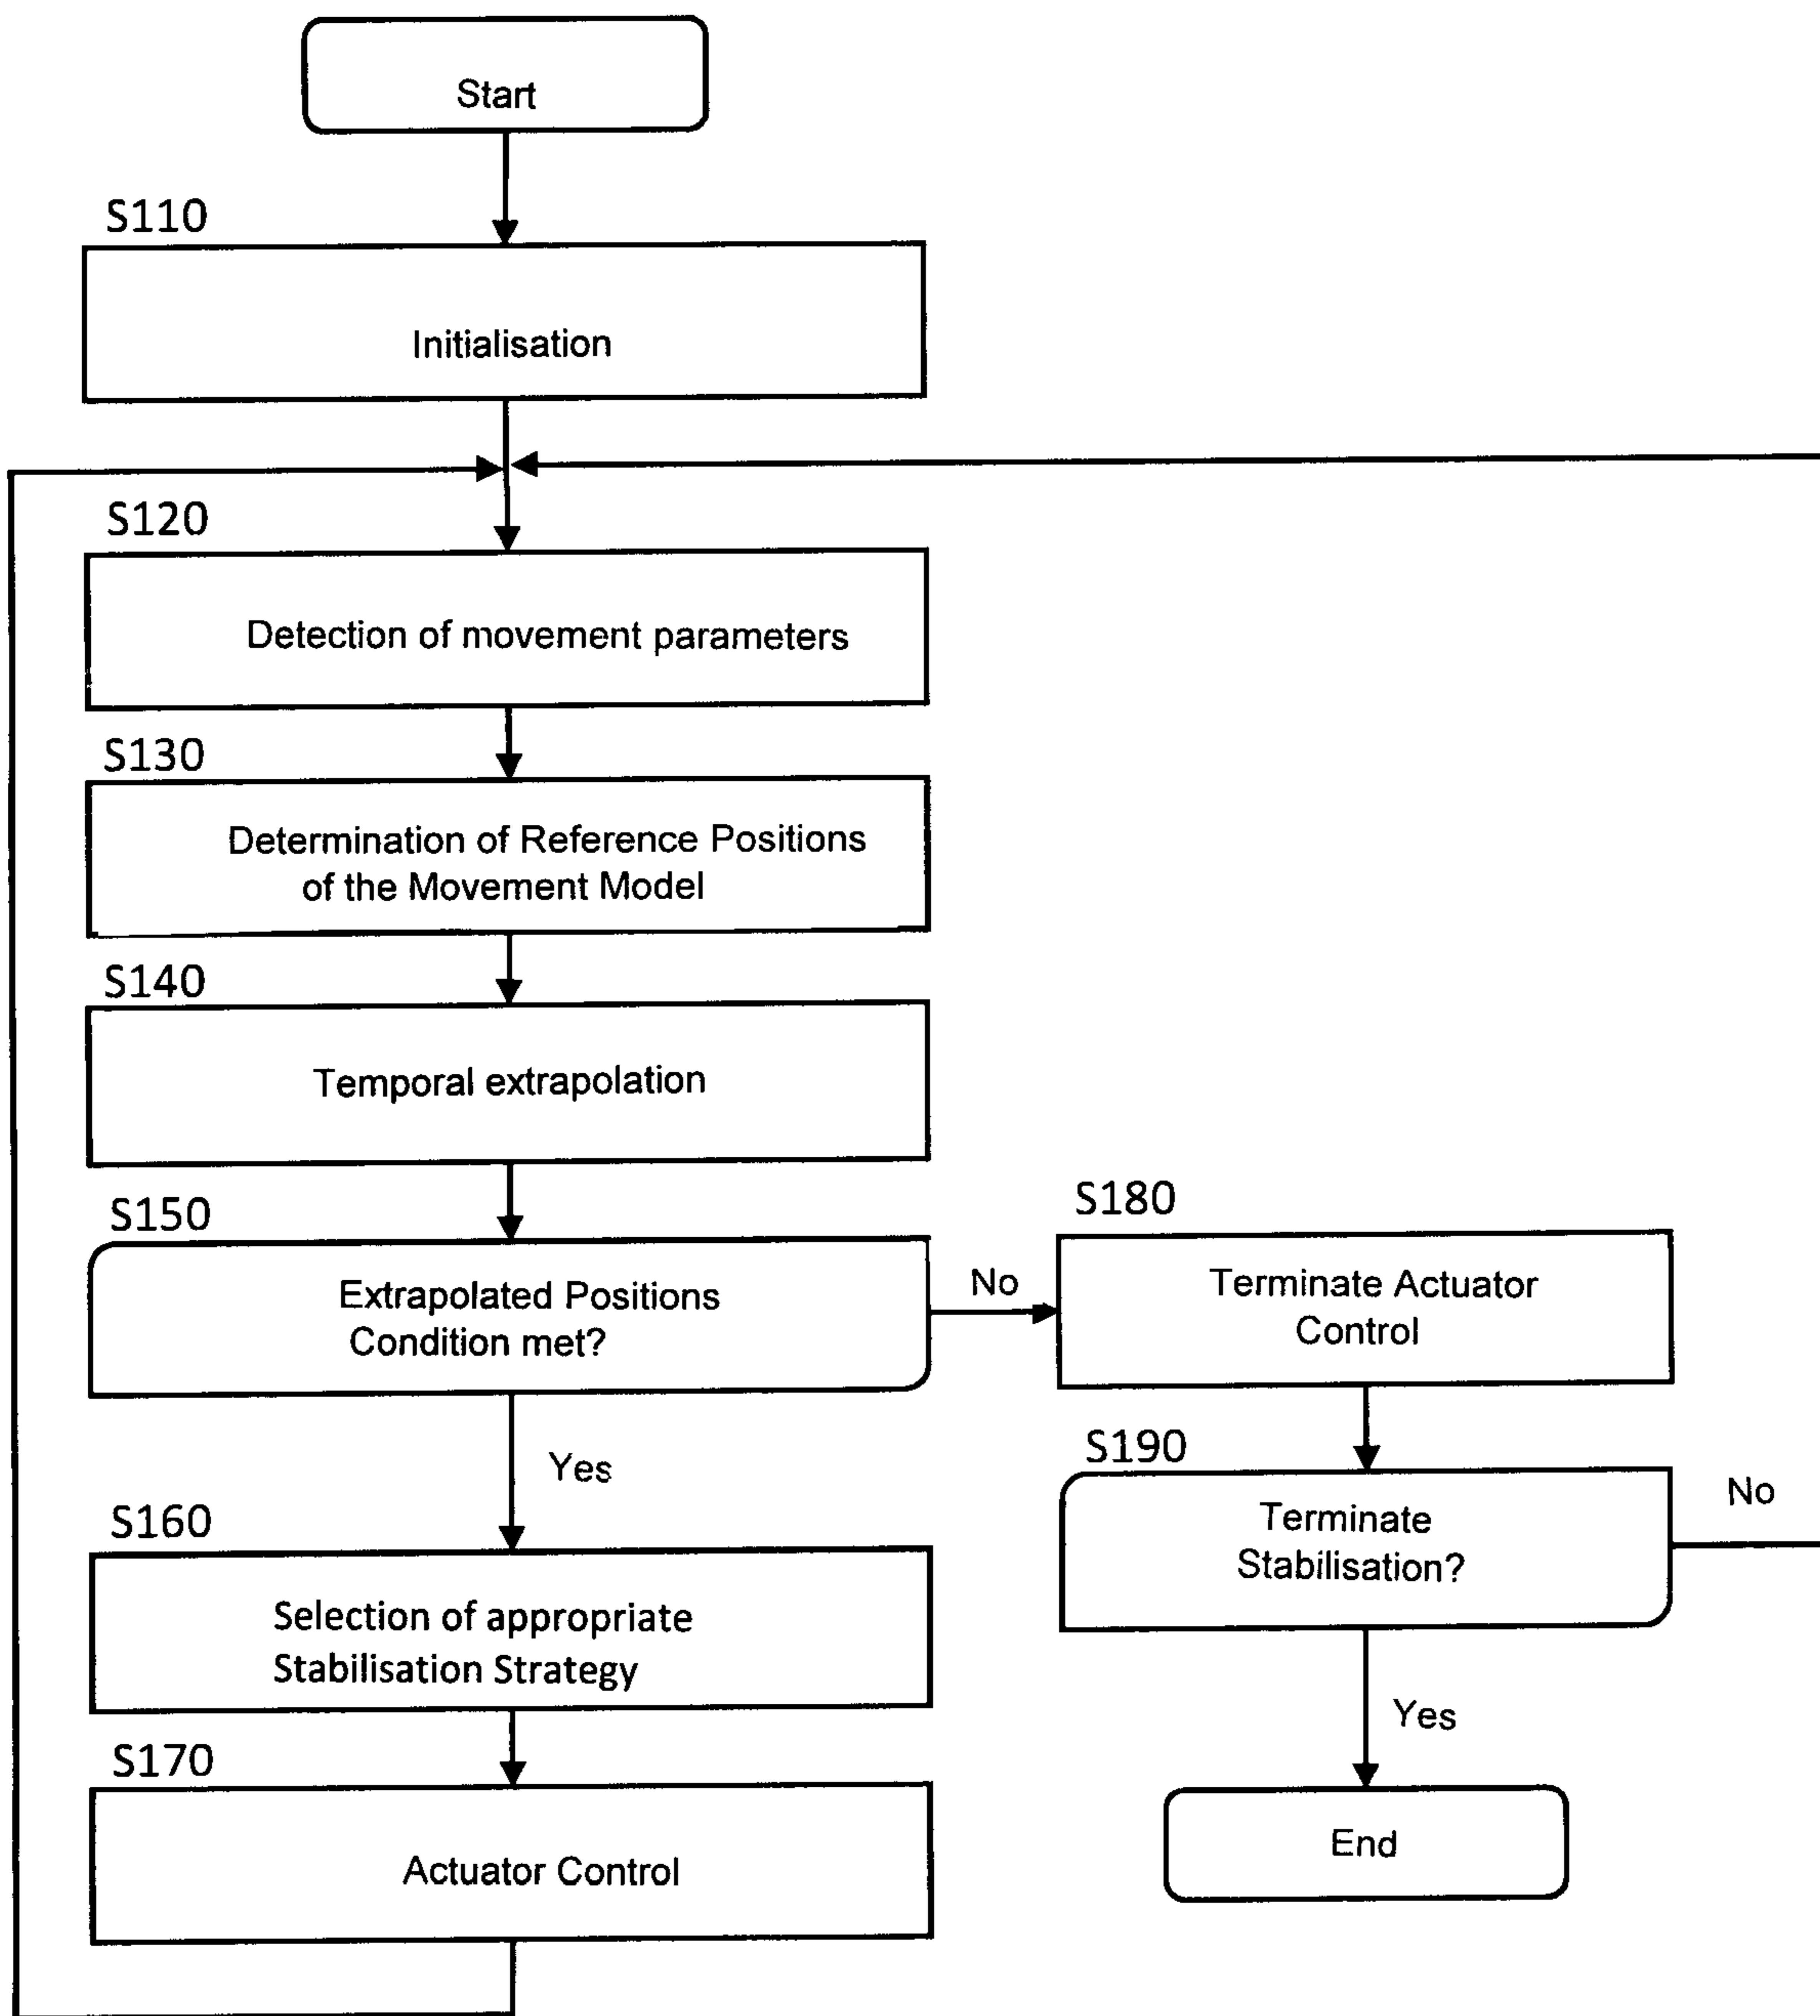 Start
S110
Initialisation
S120
Detection of movement parameters
S130
Determination of Reference Positions
of the Movement Model
S140
Temporal extrapolation
S150
Extrapolated Positions
Condition met?
No
S180
Terminate Actuator
Control
Yes
S190
Terminate
Stabilisation?
No
S160
Selection of appropriate
Stabilisation Strategy
Yes
S170
Actuator Control
End